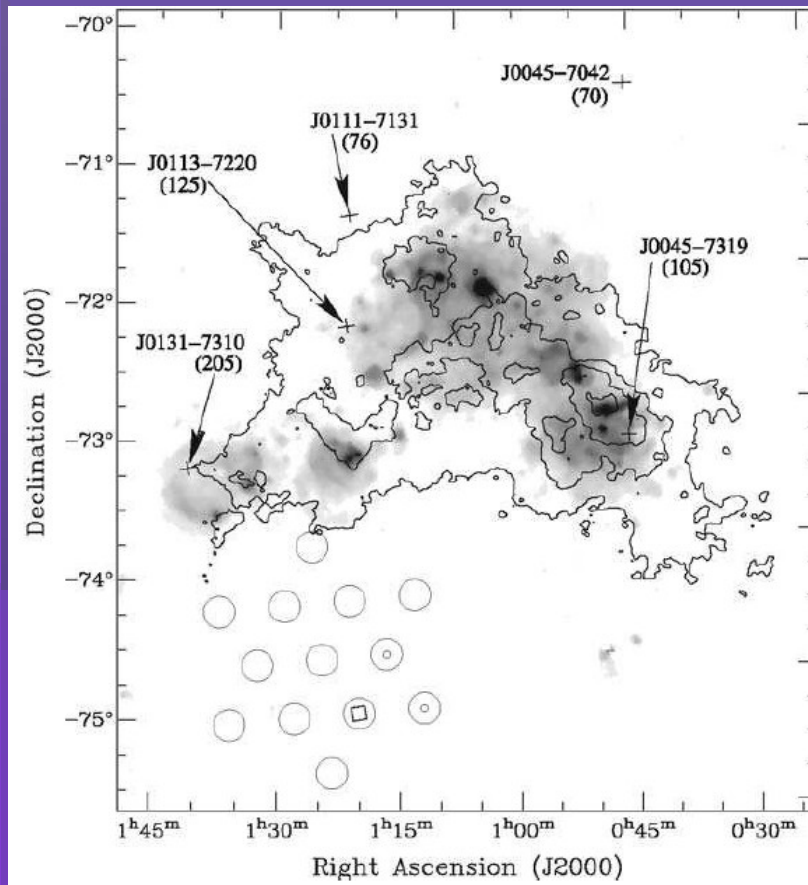 −70°
J0045−7042
(70)
J0111−7131
(76)
−71°
J0113−7220
(125)
J0045−7319
(105)
−72°
J0131−7310
(205)
−73°
−74°
−75°
Declination (J2000)
1ʰ45ᵐ 1ʰ30ᵐ 1ʰ15ᵐ 1ʰ00ᵐ 0ʰ45ᵐ 0ʰ30ᵐ
Right Ascension (J2000)